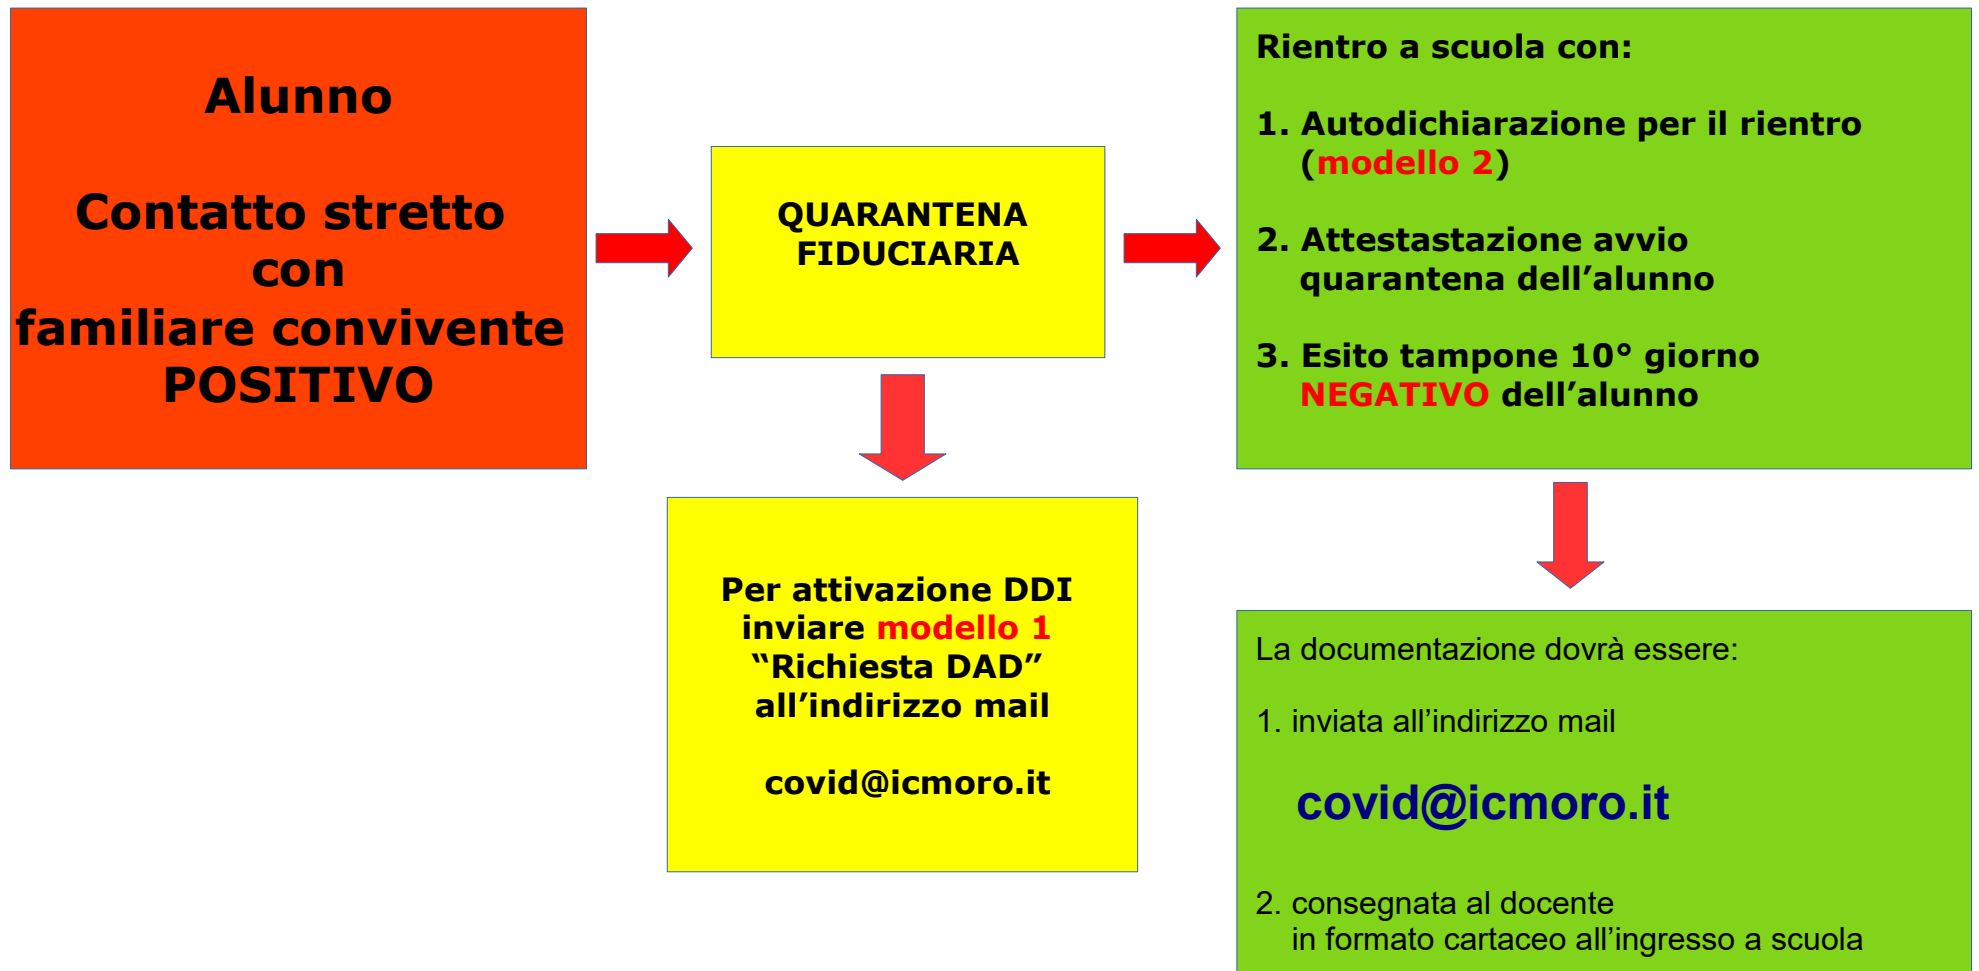 Alunno
Contatto stretto
con
familiare convivente
POSITIVO
QUARANTENA
FIDUCIARIA
Per attivazione DDI
inviare modello 1
“Richiesta DAD”
all’indirizzo mail
covid@icmoro.it
Rientro a scuola con:
1. Autodichiarazione per il rientro
(modello 2)
2. Attestastazione avvio
quarantena dell’alunno
3. Esito tampone 10° giorno
NEGATIVO dell’alunno
La documentazione dovrà essere:
1. inviata all’indirizzo mail
covid@icmoro.it
2. consegnata al docente
in formato cartaceo all’ingresso a scuola